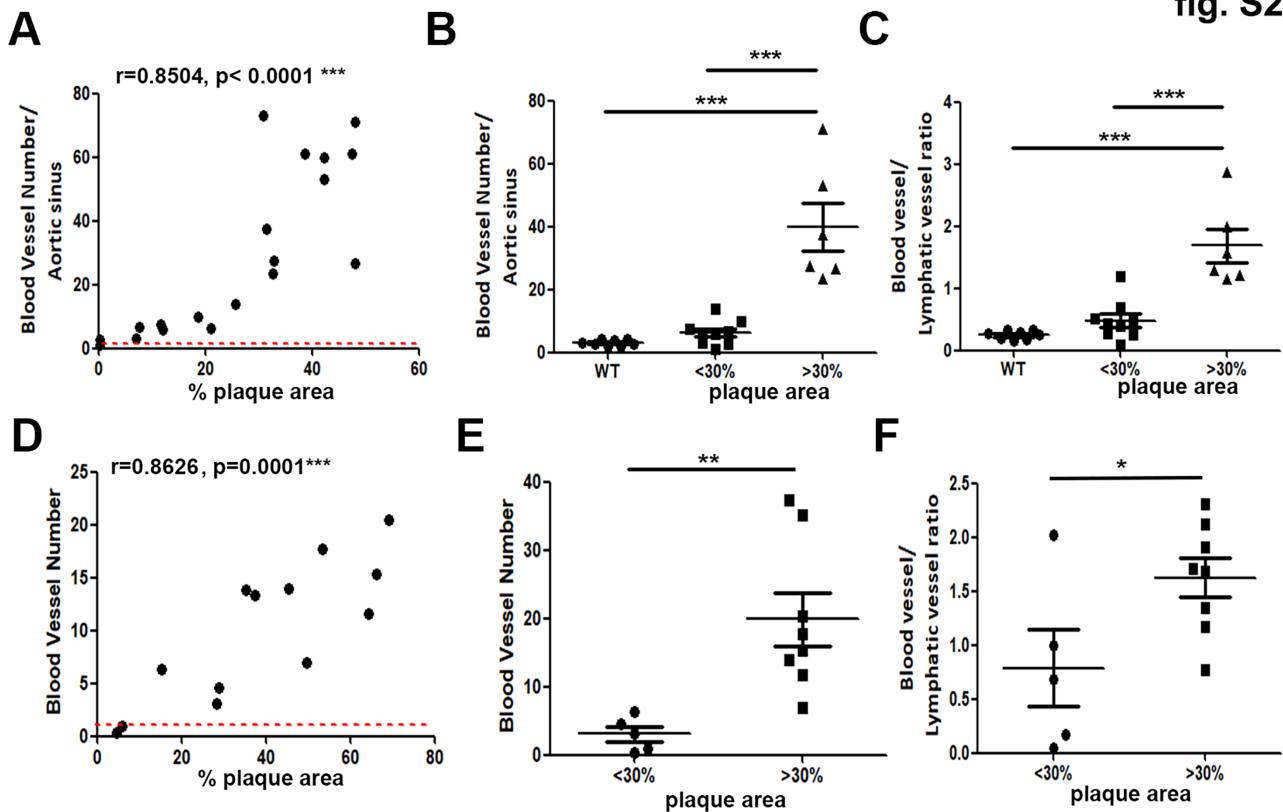 fig. S2
A
r=0.8504, p< 0.0001 ***
Blood Vessel Number/
Aortic sinus
80
60
40
20
0
0 20 40 60
% plaque area
B
***
***
Blood Vessel Number/
Aortic sinus
80
60
40
20
0
WT <30% >30%
plaque area
C
***
***
Blood vessel/
Lymphatic vessel ratio
4
3
2
1
0
WT <30% >30%
plaque area
D
r=0.8626, p=0.0001***
Blood Vessel Number
25
20
15
10
5
0
0 20 40 60 80
% plaque area
E
**
Blood Vessel Number
40
30
20
10
0
<30% >30%
plaque area
F
*
Blood vessel/
Lymphatic vessel ratio
2.5
2.0
1.5
1.0
0.5
0.0
<30% >30%
plaque area